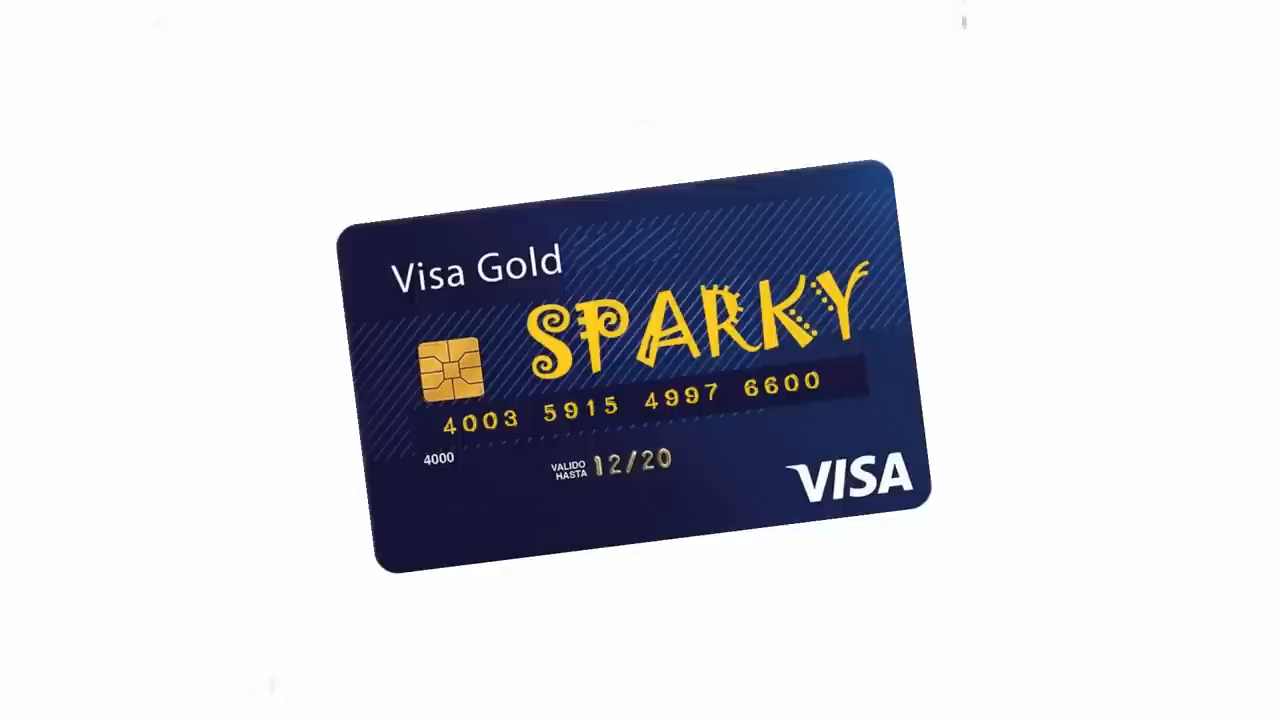 Visa Gold
SPARKY
4003 5915 4997 6600
4000
VALIDO
HASTA
12/20
VISA